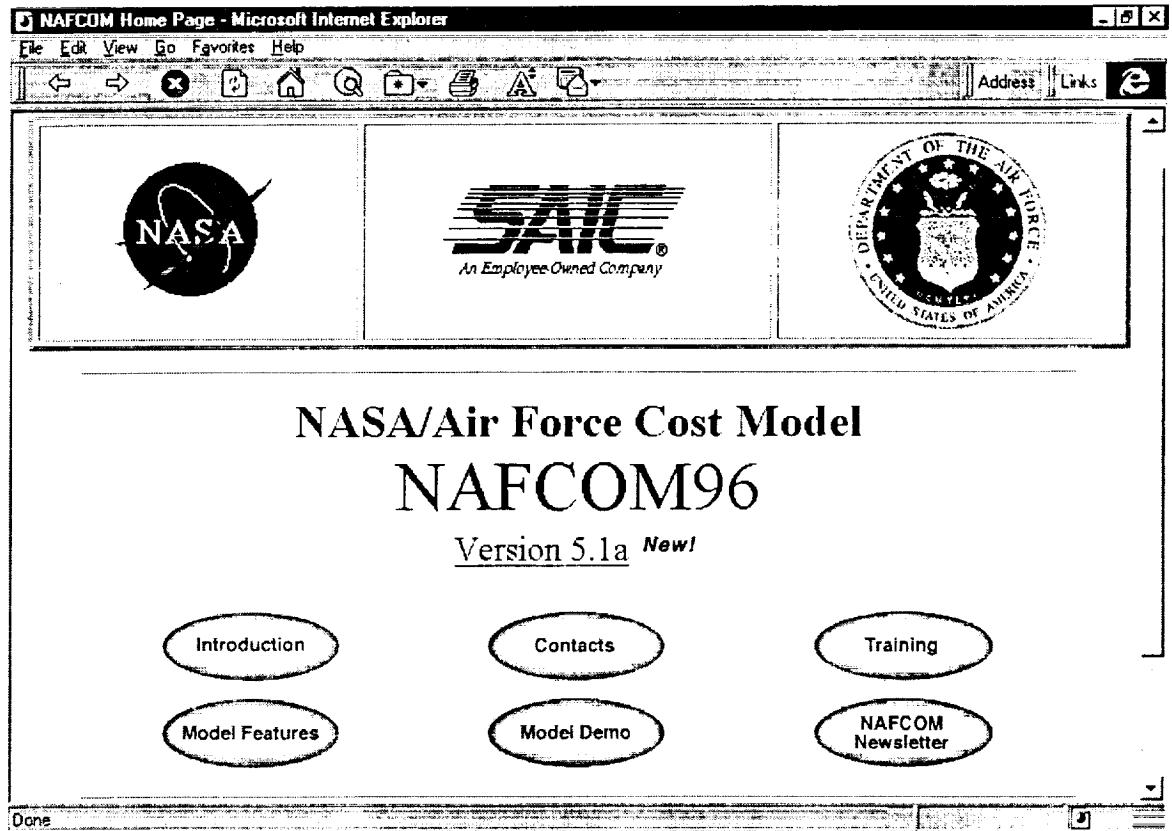 NAFCOM Home Page - Microsoft Internet Explorer
File Edit View Go Favorites Help
Address Links
NASA
SAIC®
An Employee-Owned Company
DEPARTMENT OF THE AIR FORCE
UNITED STATES OF AMERICA
NASA/Air Force Cost Model
NAFCOM96
Version 5.1a New!
Introduction Contacts Training
Model Features Model Demo NAFCOM
Newsletter
Done